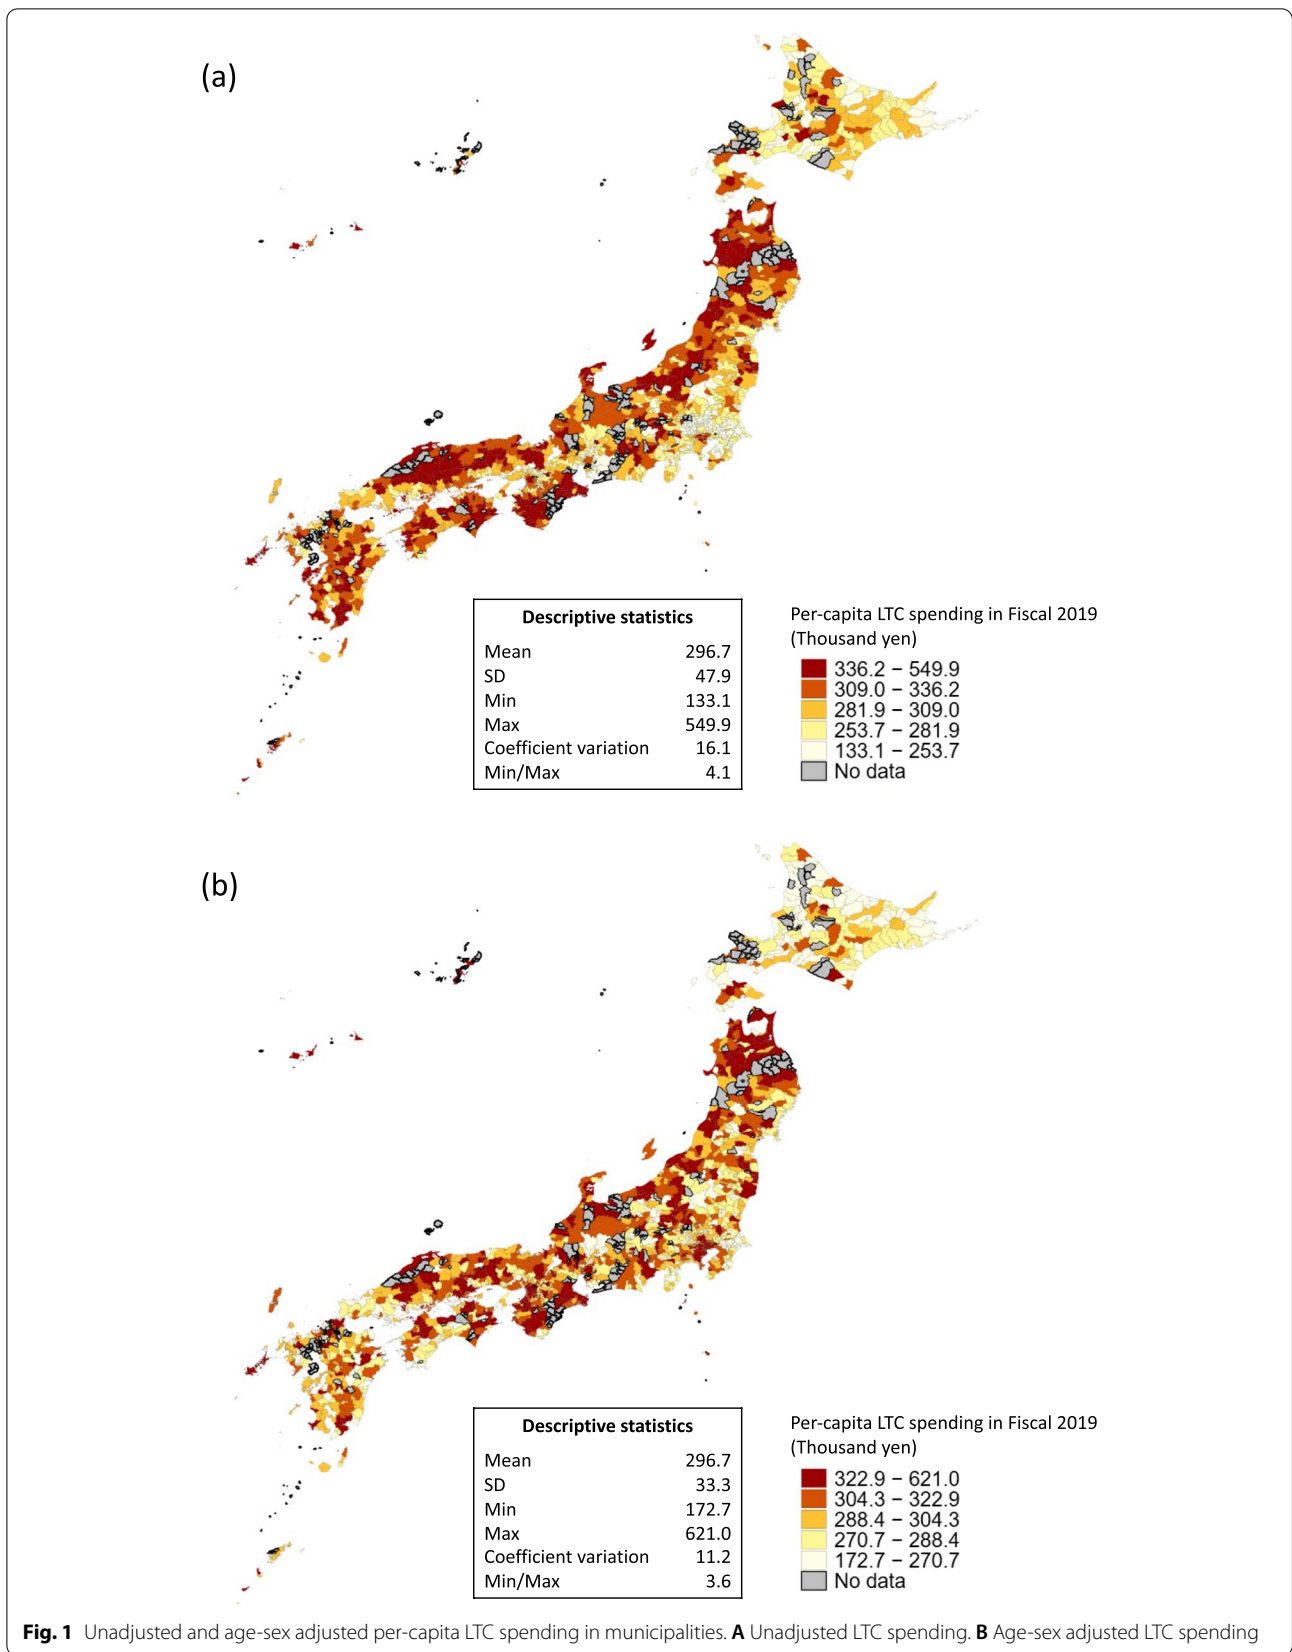 (a)
Descriptive statistics
Mean 296.7
SD 47.9
Min 133.1
Max 549.9
Coefficient variation 16.1
Min/Max 4.1
Per-capita LTC spending in Fiscal 2019
(Thousand yen)
336.2 − 549.9
309.0 − 336.2
281.9 − 309.0
253.7 − 281.9
133.1 − 253.7
No data
(b)
Descriptive statistics
Mean 296.7
SD 33.3
Min 172.7
Max 621.0
Coefficient variation 11.2
Min/Max 3.6
Per-capita LTC spending in Fiscal 2019
(Thousand yen)
322.9 − 621.0
304.3 − 322.9
288.4 − 304.3
270.7 − 288.4
172.7 − 270.7
No data
Fig. 1 Unadjusted and age-sex adjusted per-capita LTC spending in municipalities. A Unadjusted LTC spending. B Age-sex adjusted LTC spending